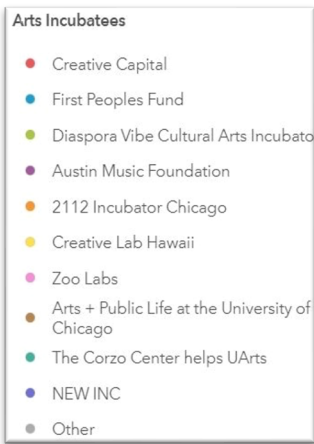 Arts Incubatees
Creative Capital
First Peoples Fund
Diaspora Vibe Cultural Arts Incubato
Austin Music Foundation
2112 Incubator Chicago
Creative Lab Hawaii
Zoo Labs
Arts + Public Life at the University of
Chicago
The Corzo Center helps UArts
NEW INC
Other